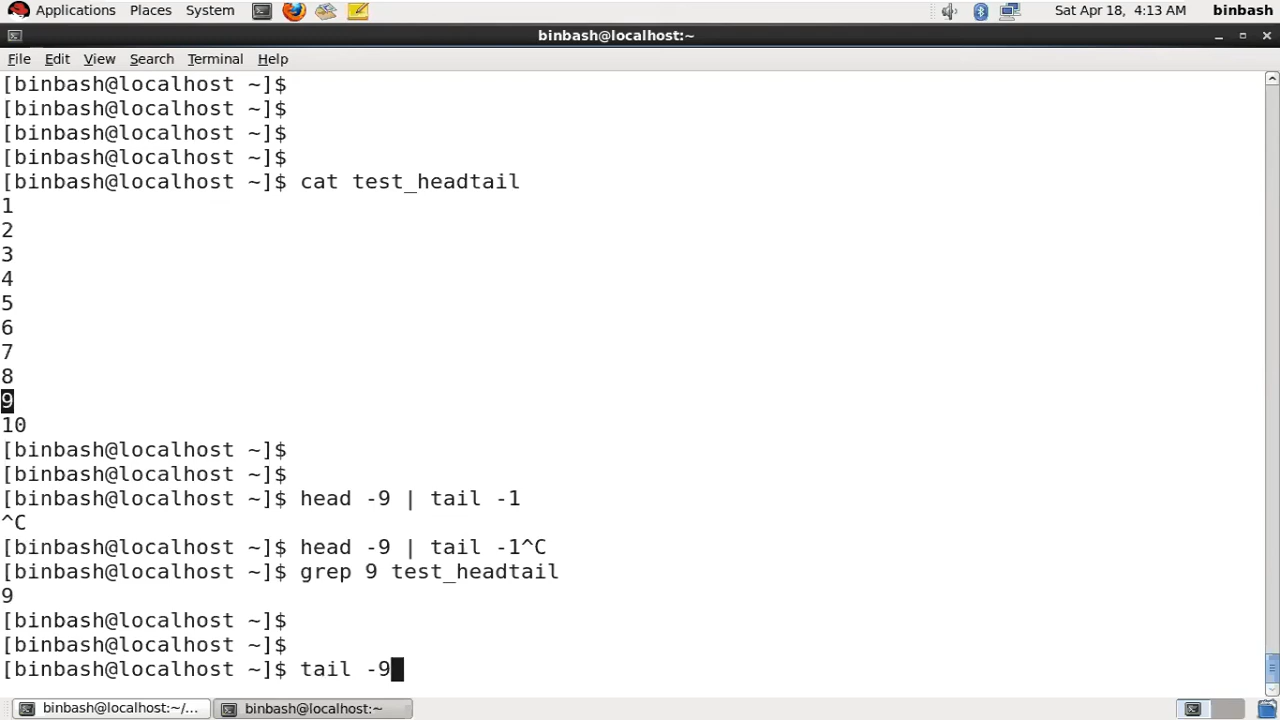 Applications Places System Sat Apr 18, 4:13 AM binbash
binbash@localhost:~
File Edit View Search Terminal Help
[binbash@localhost ~]$
[binbash@localhost ~]$
[binbash@localhost ~]$
[binbash@localhost ~]$
[binbash@localhost ~]$ cat test_headtail
1
2
3
4
5
6
7
8
9
10
[binbash@localhost ~]$
[binbash@localhost ~]$
[binbash@localhost ~]$ head -9 | tail -1
^C
[binbash@localhost ~]$ head -9 | tail -1^C
[binbash@localhost ~]$ grep 9 test_headtail
9
[binbash@localhost ~]$
[binbash@localhost ~]$
[binbash@localhost ~]$ tail -9
binbash@localhost:~/... binbash@localhost:~